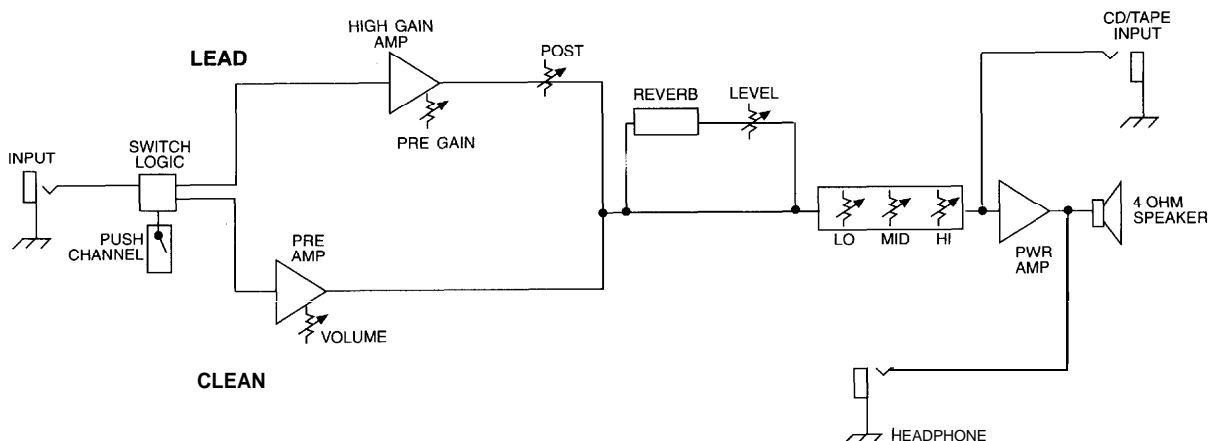 HIGH GAIN
AMP
LEAD
POST
CD/TAPE
INPUT
REVERB
LEVEL
PRE GAIN
INPUT
SWITCH
LOGIC
PUSH
CHANNEL
PRE
AMP
VOLUME
CLEAN
LO MID HI
PWR
AMP
4 OHM
SPEAKER
HEADPHONE